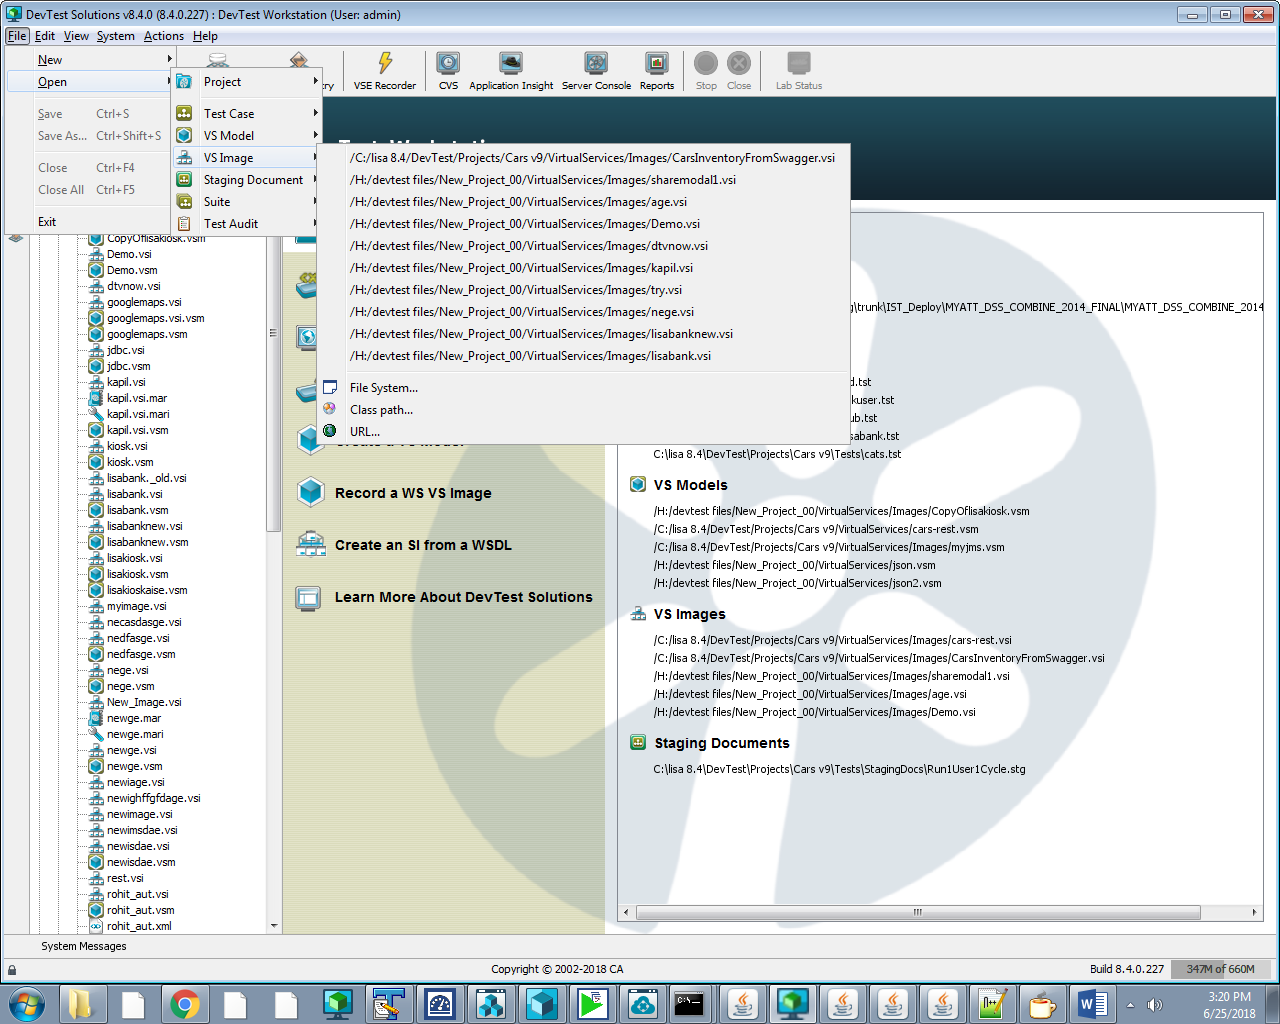 DevTest Solutions v8.4.0 (8.4.0.227) : DevTest Workstation (User: admin)
File Edit View System Actions Help
New
Open
Save Ctrl+S
Save As... Ctrl+Shift+S
Close Ctrl+F4
Close All Ctrl+F5
Exit
Project
Test Case
VS Model
VS Image
Staging Document
Suite
Test Audit
VSE Recorder
CVS
Application Insight
Server Console
Reports
Stop
Close
Lab Status
/C:/lisa 8.4/DevTest/Projects/Cars v9/VirtualServices/Images/CarsInventoryFromSwagger.vsi
/H:/devtest files/New_Project_00/VirtualServices/Images/sharemodal1.vsi
/H:/devtest files/New_Project_00/VirtualServices/Images/age.vsi
/H:/devtest files/New_Project_00/VirtualServices/Images/Demo.vsi
/H:/devtest files/New_Project_00/VirtualServices/Images/dtvnow.vsi
/H:/devtest files/New_Project_00/VirtualServices/Images/kapil.vsi
/H:/devtest files/New_Project_00/VirtualServices/Images/try.vsi
/H:/devtest files/New_Project_00/VirtualServices/Images/nege.vsi
/H:/devtest files/New_Project_00/VirtualServices/Images/lisabanknew.vsi
/H:/devtest files/New_Project_00/VirtualServices/Images/lisabank.vsi
File System...
Class path...
URL...
CopyOflisakiosk.vsm
Demo.vsi
Demo.vsm
dtvnow.vsi
googlemaps.vsi
googlemaps.vsi.vsm
googlemaps.vsm
jdbc.vsi
jdbc.vsm
kapil.vsi
kapil.vsi.mar
kapil.vsi.mari
kapil.vsi.vsm
kiosk.vsi
kiosk.vsm
lisabank._old.vsi
lisabank.vsi
lisabank.vsm
lisabanknew.vsi
lisabanknew.vsm
lisakiosk.vsi
lisakiosk.vsm
lisakioskaise.vsm
myimage.vsi
necasdasge.vsi
nedfasge.vsi
nedfasge.vsm
nege.vsi
nege.vsm
New_Image.vsi
newge.mar
newge.mari
newge.vsi
newge.vsm
newiage.vsi
newighffgfdage.vsi
newimage.vsi
newimsdae.vsi
newisdae.vsi
newisdae.vsm
rest.vsi
rohit_aut.vsi
rohit_aut.vsm
rohit_aut.xml
Record a WS VS Image
Create an SI from a WSDL
Learn More About DevTest Solutions
g\trunk\IST_Deploy\MYATT_DSS_COMBINE_2014_FINAL\MYATT_DSS_COMBINE_2014
d.tst
kuser.tst
ub.tst
sabank.tst
C:\lisa 8.4\DevTest\Projects\Cars v9\Tests\cats.tst
VS Models
/H:/devtest files/New_Project_00/VirtualServices/Images/CopyOflisakiosk.vsm
/C:/lisa 8.4/DevTest/Projects/Cars v9/VirtualServices/cars-rest.vsm
/C:/lisa 8.4/DevTest/Projects/Cars v9/VirtualServices/Images/myjms.vsm
/H:/devtest files/New_Project_00/VirtualServices/json.vsm
/H:/devtest files/New_Project_00/VirtualServices/json2.vsm
VS Images
/C:/lisa 8.4/DevTest/Projects/Cars v9/VirtualServices/Images/cars-rest.vsi
/C:/lisa 8.4/DevTest/Projects/Cars v9/VirtualServices/Images/CarsInventoryFromSwagger.vsi
/H:/devtest files/New_Project_00/VirtualServices/Images/sharemodal1.vsi
/H:/devtest files/New_Project_00/VirtualServices/Images/age.vsi
/H:/devtest files/New_Project_00/VirtualServices/Images/Demo.vsi
Staging Documents
C:\lisa 8.4\DevTest\Projects\Cars v9\Tests\StagingDocs\Run1User1Cycle.stg
System Messages
Copyright © 2002-2018 CA
Build 8.4.0.227
347M of 660M
3:20 PM
6/25/2018